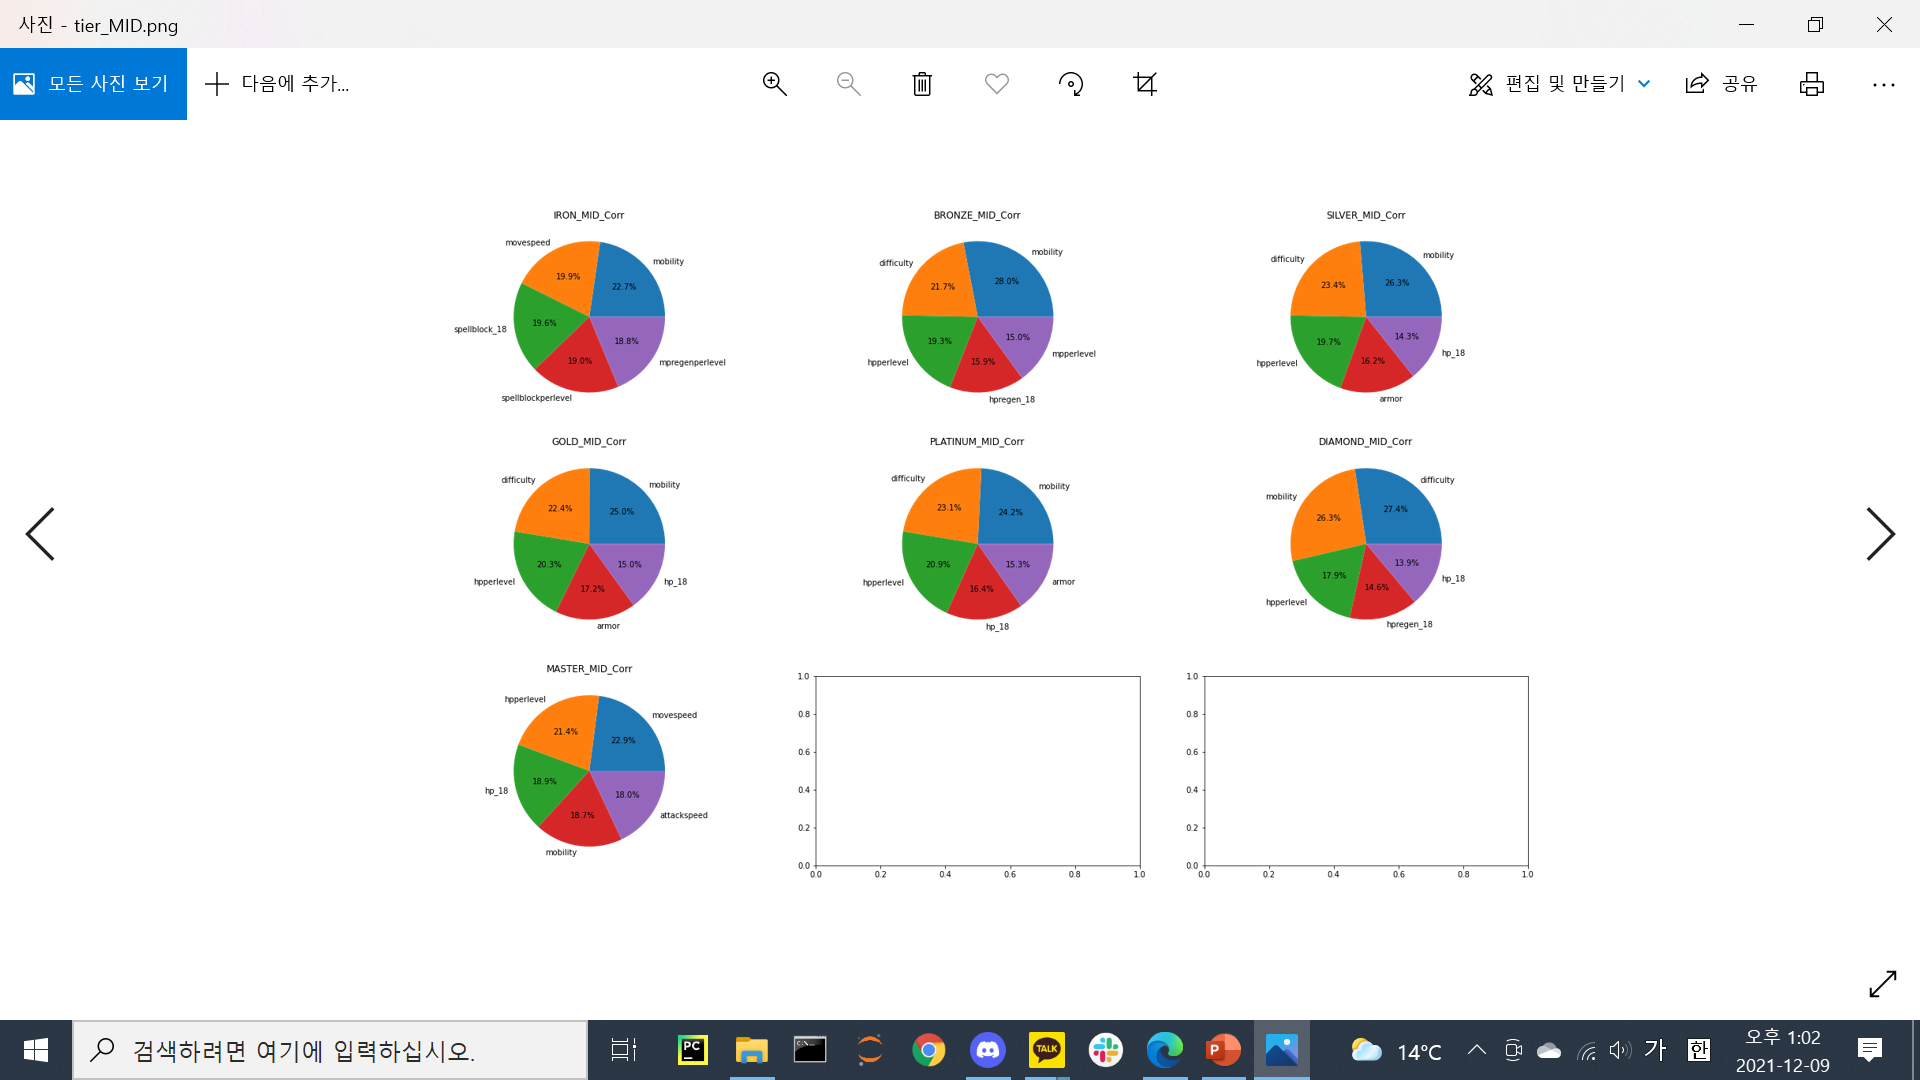 사진 - tier_MID.png
모든 사진 보기
다음에 추가...
편집 및 만들기
공유
IRON_MID_Corr
movespeed
mobility
19.9%
22.7%
spellblock_18
19.6%
18.8%
19.0%
mpregenperlevel
spellblockperlevel
BRONZE_MID_Corr
mobility
difficulty
28.0%
21.7%
19.3%
15.0%
mpperlevel
hpperlevel
15.9%
hpregen_18
SILVER_MID_Corr
mobility
difficulty
26.3%
23.4%
14.3%
19.7%
hp_18
hpperlevel
16.2%
armor
GOLD_MID_Corr
difficulty
mobility
22.4%
25.0%
20.3%
15.0%
hpperlevel
hp_18
17.2%
armor
PLATINUM_MID_Corr
difficulty
mobility
23.1%
24.2%
20.9%
15.3%
hpperlevel
armor
16.4%
hp_18
DIAMOND_MID_Corr
difficulty
mobility
27.4%
26.3%
13.9%
17.9%
hp_18
14.6%
hpperlevel
hpregen_18
MASTER_MID_Corr
hpperlevel
movespeed
21.4%
22.9%
18.9%
hp_18
18.0%
18.7%
attackspeed
mobility
1.0
0.8
0.6
0.4
0.2
0.0
0.0 0.2 0.4 0.6 0.8 1.0
1.0
0.8
0.6
0.4
0.2
0.0
0.0 0.2 0.4 0.6 0.8 1.0
검색하려면 여기에 입력하십시오.
PC
C:\_
TALK
P
14°C
가
한
오후 1:02
2021-12-09